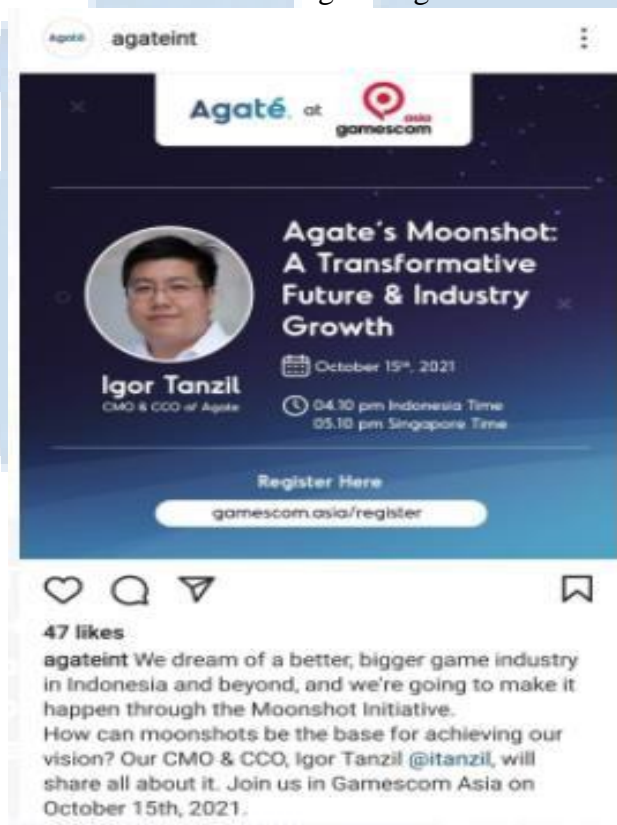 Agaté
agateint
Agaté. at gamescom asia
Agate's Moonshot:
A Transformative
Future & Industry
Growth
October 15th, 2021
Igor Tanzil
CMO & CCO of Agate
04.10 pm Indonesia Time
05.10 pm Singapore Time
Register Here
gamescom.asia/register
47 likes
agateint We dream of a better, bigger game industry
in Indonesia and beyond, and we're going to make it
happen through the Moonshot Initiative.
How can moonshots be the base for achieving our
vision? Our CMO & CCO, Igor Tanzil @itanzil, will
share all about it. Join us in Gamescom Asia on
October 15th, 2021.